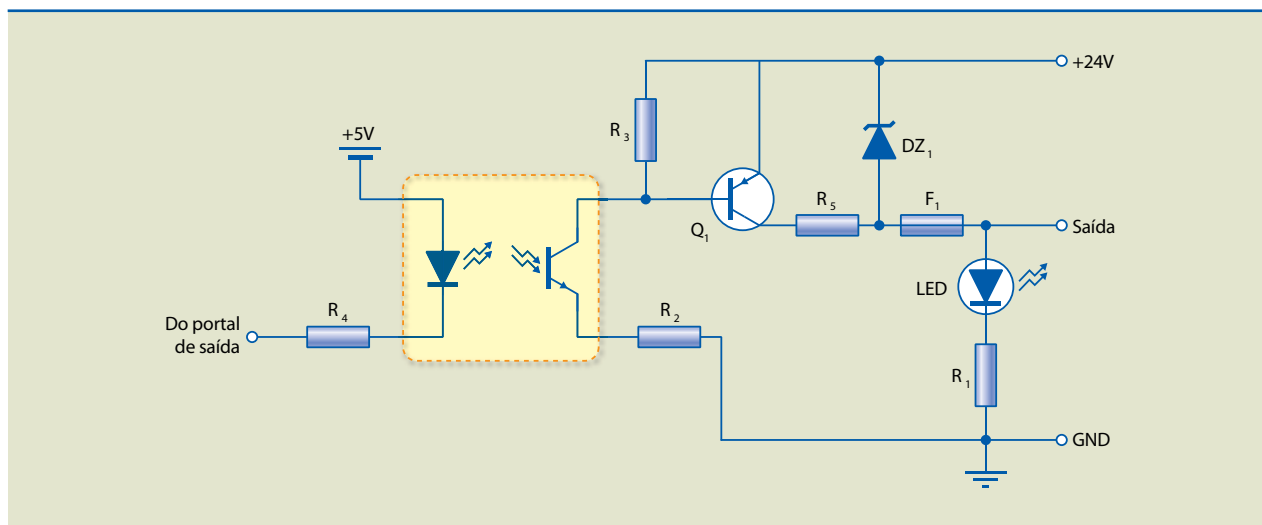 +24V
R3
DZ1
+5V
Q1
R5
F1
Saída
LED
R4
R2
Do portal
de saída
R1
GND